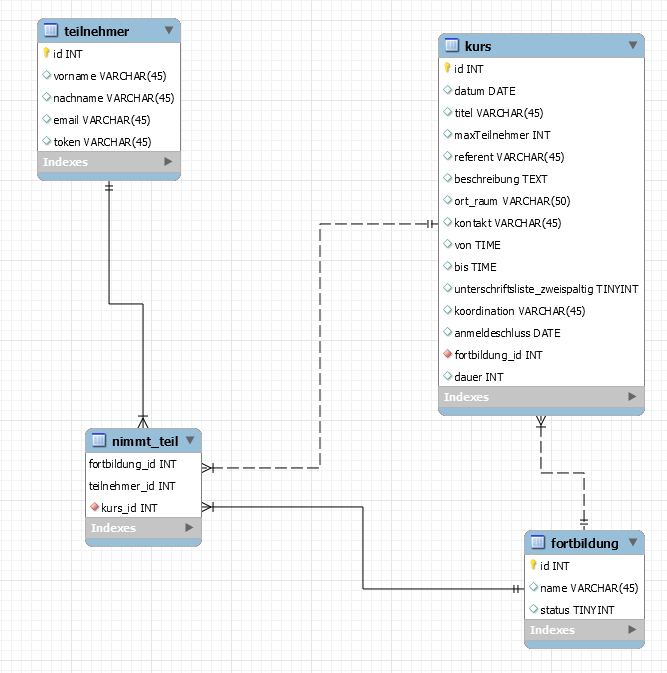 teilnehmer
id INT
vorname VARCHAR(45)
nachname VARCHAR(45)
email VARCHAR(45)
token VARCHAR(45)
Indexes
kurs
id INT
datum DATE
titel VARCHAR(45)
maxTeilnehmer INT
referent VARCHAR(45)
beschreibung TEXT
ort_raum VARCHAR(50)
kontakt VARCHAR(45)
von TIME
bis TIME
unterschriftsliste_zweispaltig TINYINT
koordination VARCHAR(45)
anmeldeschluss DATE
fortbildung_id INT
dauer INT
Indexes
nimmt_teil
fortbildung_id INT
teilnehmer_id INT
kurs_id INT
Indexes
fortbildung
id INT
name VARCHAR(45)
status TINYINT
Indexes